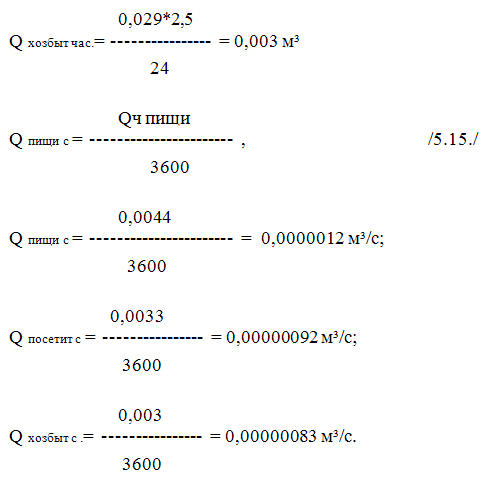 0,029*2,5
Q хозбыт час.= ---------------- = 0,003 м³
24
Qч пищи
Q пищи с = ----------------------- , /5.15./
3600
0,0044
Q пищи с = ----------------------- = 0,0000012 м³/с;
3600
0,0033
Q посетит с = ---------------- = 0,00000092 м³/с;
3600
0,003
Q хозбыт с .= ---------------- = 0,00000083 м³/с.
3600